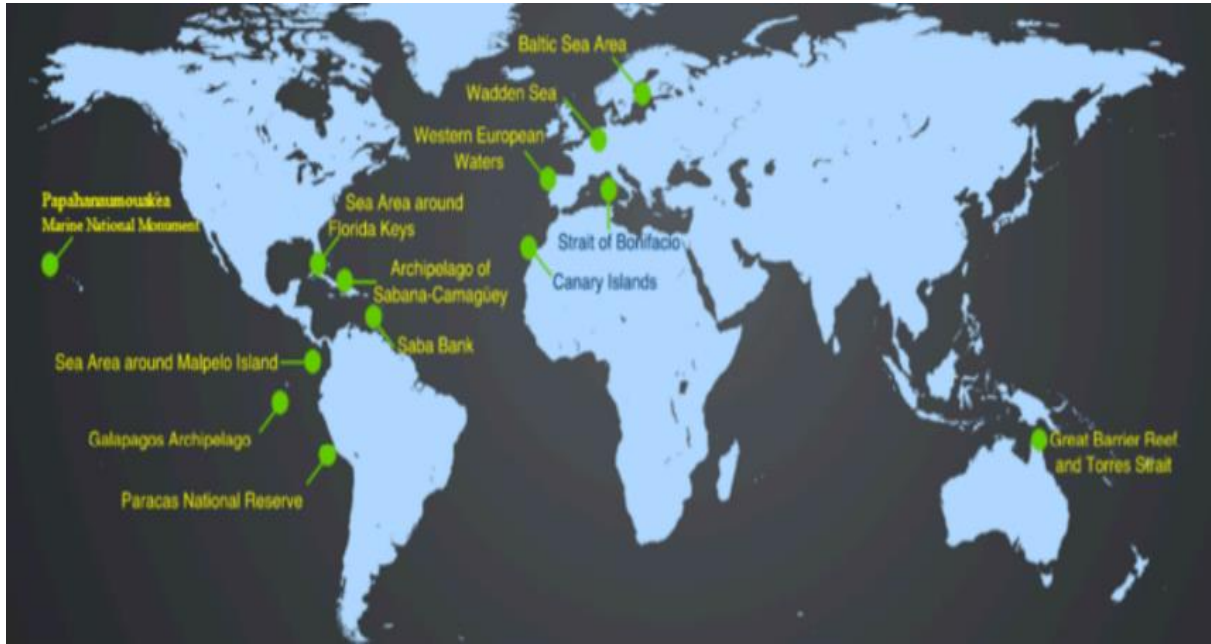 Baltic Sea Area
Wadden Sea
Western European
Waters
Papahanaumouakea
Marine National Monument
Sea Area around
Florida Keys
Strait of Bonifacio
Archipelago of
Sabana-Camagüey
Canary Islands
Saba Bank
Sea Area around Malpelo Island
Galapagos Archipelago
Great Barrier Reef
and Torres Strait
Paracas National Reserve